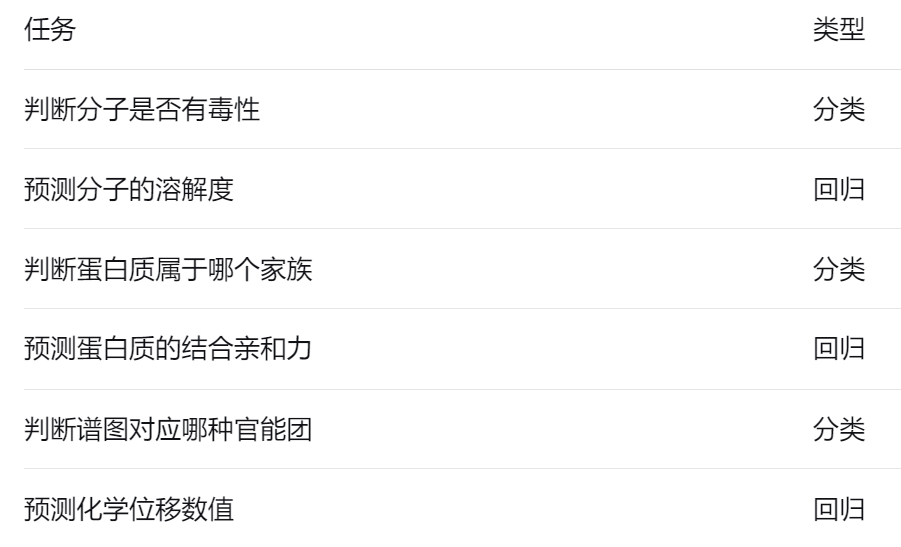 任务 类型
判断分子是否有毒性 分类
预测分子的溶解度 回归
判断蛋白质属于哪个家族 分类
预测蛋白质的结合亲和力 回归
判断谱图对应哪种官能团 分类
预测化学位移数值 回归